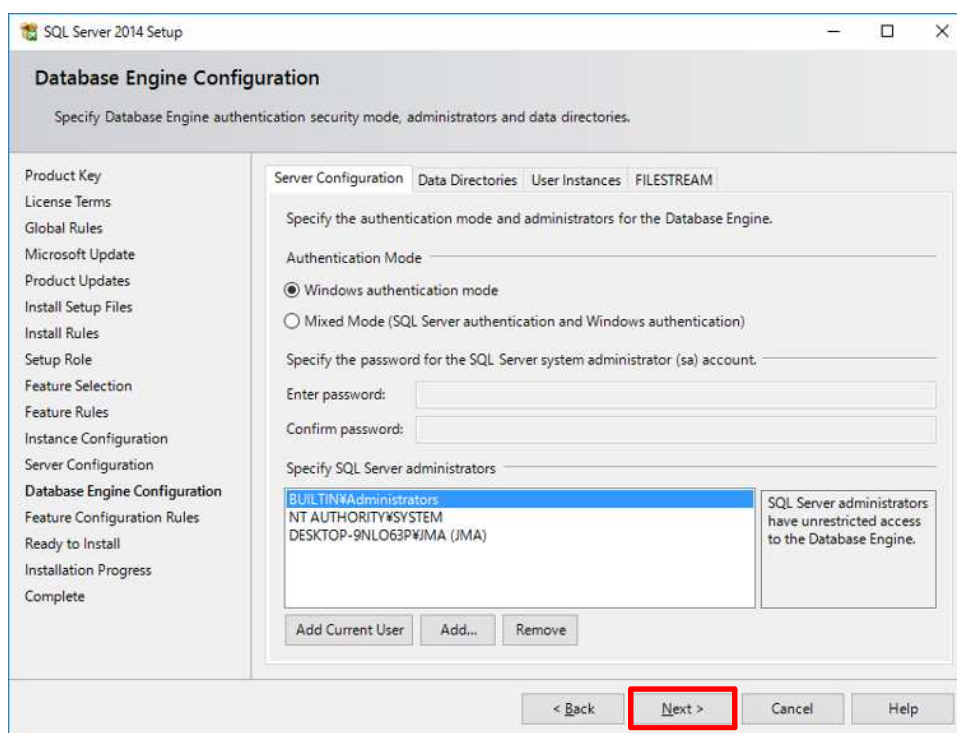 SQL Server 2014 Setup
Database Engine Configuration
Specify Database Engine authentication security mode, administrators and data directories.
Product Key
License Terms
Global Rules
Microsoft Update
Product Updates
Install Setup Files
Install Rules
Setup Role
Feature Selection
Feature Rules
Instance Configuration
Server Configuration
Database Engine Configuration
Feature Configuration Rules
Ready to Install
Installation Progress
Complete
Server Configuration Data Directories User Instances FILESTREAM
Specify the authentication mode and administrators for the Database Engine.
Authentication Mode
Windows authentication mode
Mixed Mode (SQL Server authentication and Windows authentication)
Specify the password for the SQL Server system administrator (sa) account.
Enter password:
Confirm password:
Specify SQL Server administrators
BUILTIN¥Administrators
NT AUTHORITY¥SYSTEM
DESKTOP-9NLO63P¥JMA (JMA)
SQL Server administrators
have unrestricted access
to the Database Engine.
Add Current User Add... Remove
< Back Next > Cancel Help